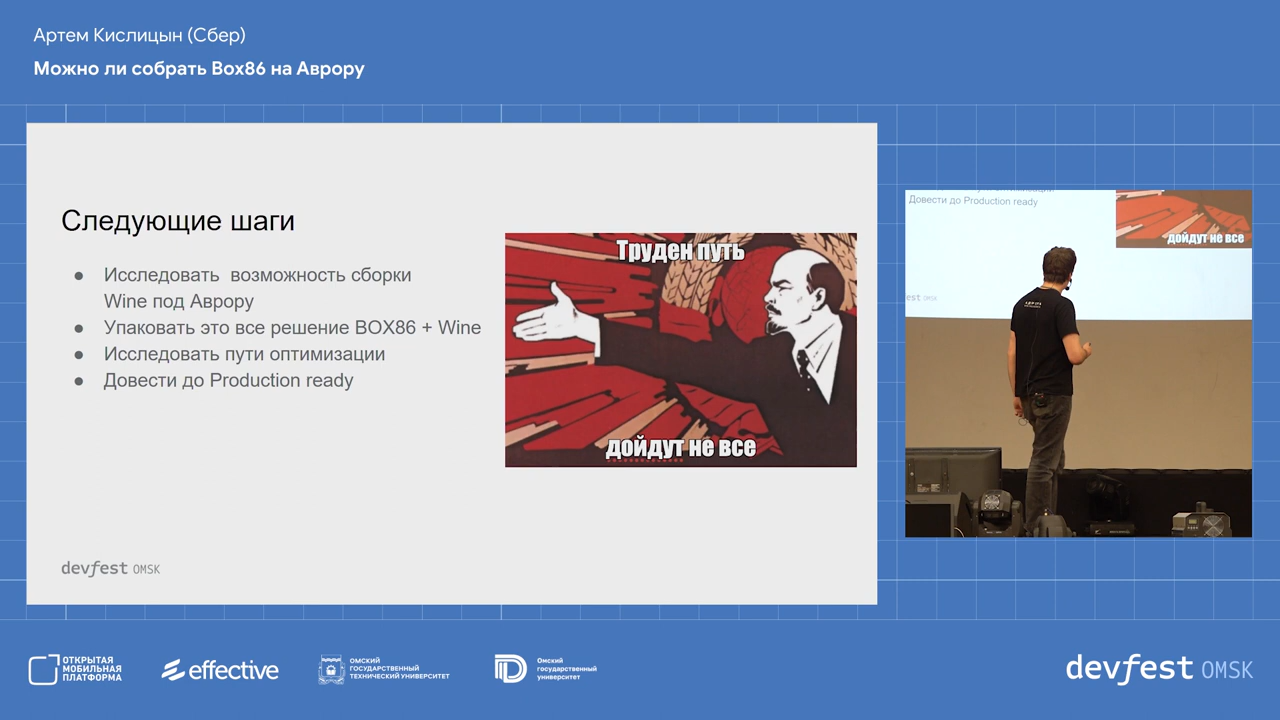 Артем Кислицын (Сбер)
Можно ли собрать Box86 на Аврору
Следующие шаги
● Исследовать возможность сборки
Wine под Аврору
● Упаковать это все решение BOX86 + Wine
● Исследовать пути оптимизации
● Довести до Production ready
Труден путь
дойдут не все
devfest OMSK
Довести до Production ready
дойдут не все
est OMSK
ОТКРЫТАЯ
МОБИЛЬНАЯ
ПЛАТФОРМА
effective
ОМСКИЙ
ГОСУДАРСТВЕННЫЙ
ТЕХНИЧЕСКИЙ УНИВЕРСИТЕТ
Омский
государственный
университет
devfest OMSK